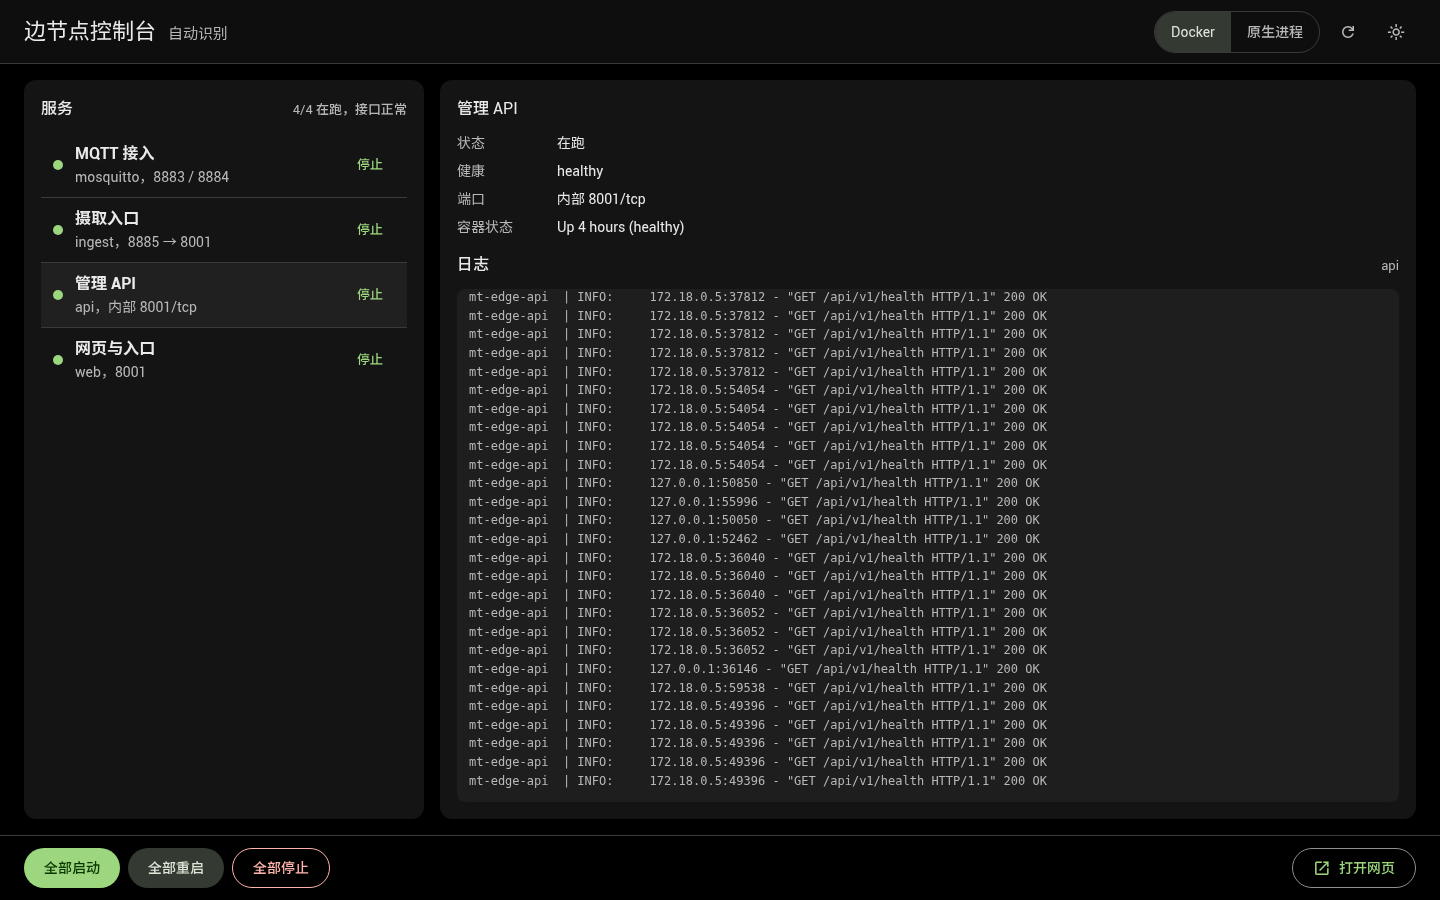 边节点控制台 自动识别
Docker 原生进程
服务 4/4 在跑，接口正常
MQTT 接入
mosquitto，8883 / 8884
停止
摄取入口
ingest，8885 → 8001
停止
管理 API
api，内部 8001/tcp
停止
网页与入口
web，8001
停止
管理 API
状态 在跑
健康 healthy
端口 内部 8001/tcp
容器状态 Up 4 hours (healthy)
日志 api
mt-edge-api  | INFO:     172.18.0.5:37812 - "GET /api/v1/health HTTP/1.1" 200 OK
mt-edge-api  | INFO:     172.18.0.5:37812 - "GET /api/v1/health HTTP/1.1" 200 OK
mt-edge-api  | INFO:     172.18.0.5:37812 - "GET /api/v1/health HTTP/1.1" 200 OK
mt-edge-api  | INFO:     172.18.0.5:37812 - "GET /api/v1/health HTTP/1.1" 200 OK
mt-edge-api  | INFO:     172.18.0.5:37812 - "GET /api/v1/health HTTP/1.1" 200 OK
mt-edge-api  | INFO:     172.18.0.5:54054 - "GET /api/v1/health HTTP/1.1" 200 OK
mt-edge-api  | INFO:     172.18.0.5:54054 - "GET /api/v1/health HTTP/1.1" 200 OK
mt-edge-api  | INFO:     172.18.0.5:54054 - "GET /api/v1/health HTTP/1.1" 200 OK
mt-edge-api  | INFO:     172.18.0.5:54054 - "GET /api/v1/health HTTP/1.1" 200 OK
mt-edge-api  | INFO:     172.18.0.5:54054 - "GET /api/v1/health HTTP/1.1" 200 OK
mt-edge-api  | INFO:     127.0.0.1:50850 - "GET /api/v1/health HTTP/1.1" 200 OK
mt-edge-api  | INFO:     127.0.0.1:55996 - "GET /api/v1/health HTTP/1.1" 200 OK
mt-edge-api  | INFO:     127.0.0.1:50050 - "GET /api/v1/health HTTP/1.1" 200 OK
mt-edge-api  | INFO:     127.0.0.1:52462 - "GET /api/v1/health HTTP/1.1" 200 OK
mt-edge-api  | INFO:     172.18.0.5:36040 - "GET /api/v1/health HTTP/1.1" 200 OK
mt-edge-api  | INFO:     172.18.0.5:36040 - "GET /api/v1/health HTTP/1.1" 200 OK
mt-edge-api  | INFO:     172.18.0.5:36040 - "GET /api/v1/health HTTP/1.1" 200 OK
mt-edge-api  | INFO:     172.18.0.5:36052 - "GET /api/v1/health HTTP/1.1" 200 OK
mt-edge-api  | INFO:     172.18.0.5:36052 - "GET /api/v1/health HTTP/1.1" 200 OK
mt-edge-api  | INFO:     172.18.0.5:36052 - "GET /api/v1/health HTTP/1.1" 200 OK
mt-edge-api  | INFO:     127.0.0.1:36146 - "GET /api/v1/health HTTP/1.1" 200 OK
mt-edge-api  | INFO:     172.18.0.5:59538 - "GET /api/v1/health HTTP/1.1" 200 OK
mt-edge-api  | INFO:     172.18.0.5:49396 - "GET /api/v1/health HTTP/1.1" 200 OK
mt-edge-api  | INFO:     172.18.0.5:49396 - "GET /api/v1/health HTTP/1.1" 200 OK
mt-edge-api  | INFO:     172.18.0.5:49396 - "GET /api/v1/health HTTP/1.1" 200 OK
mt-edge-api  | INFO:     172.18.0.5:49396 - "GET /api/v1/health HTTP/1.1" 200 OK
mt-edge-api  | INFO:     172.18.0.5:49396 - "GET /api/v1/health HTTP/1.1" 200 OK
全部启动 全部重启 全部停止 打开网页